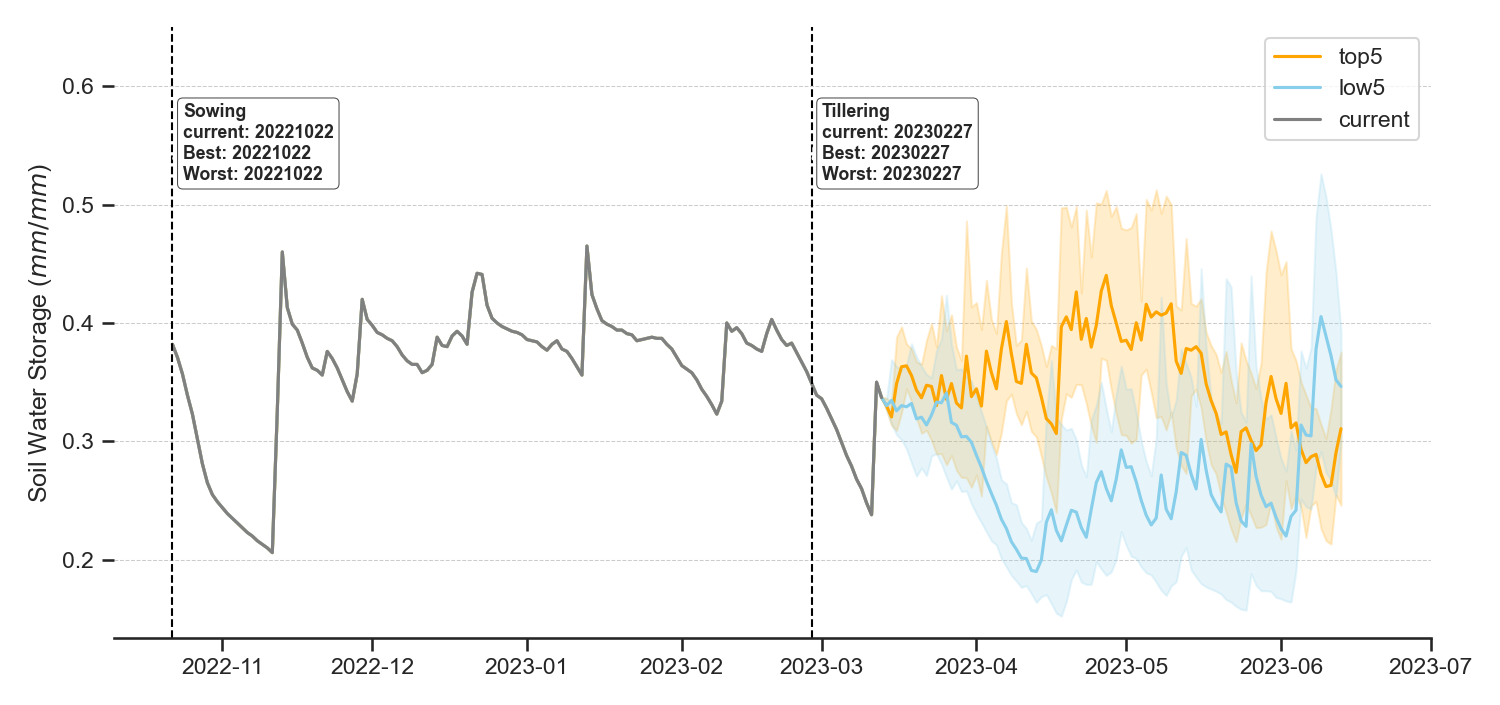 Soil Water Storage (mm/mm)
0.6
0.5
0.4
0.3
0.2
Sowing
current: 20221022
Best: 20221022
Worst: 20221022
Tillering
current: 20230227
Best: 20230227
Worst: 20230227
top5
low5
current
2022-11
2022-12
2023-01
2023-02
2023-03
2023-04
2023-05
2023-06
2023-07